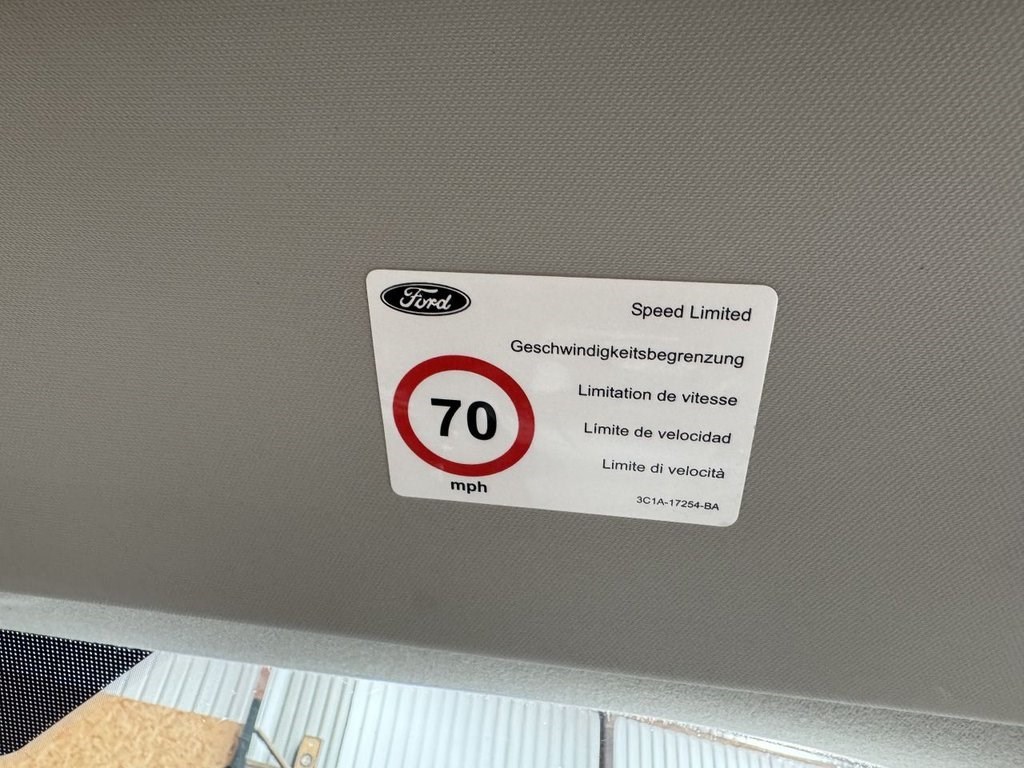 Ford
Speed Limited
Geschwindigkeitsbegrenzung
Limitation de vitesse
Límite de velocidad
Limite di velocità
70
mph
3C1A-17254-BA